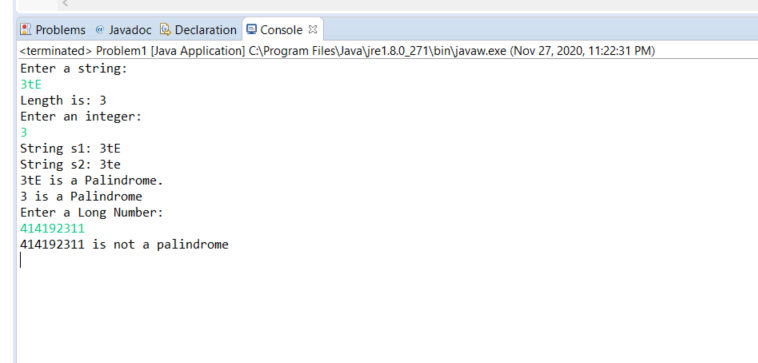 Problems @ Javadoc Declaration Console
<terminated> Problem1 [Java Application] C:\Program Files\Java\jre1.8.0_271\bin\javaw.exe (Nov 27, 2020, 11:22:31 PM)
Enter a string:
3tE
Length is: 3
Enter an integer:
3
String s1: 3tE
String s2: 3te
3tE is a Palindrome.
3 is a Palindrome
Enter a Long Number:
414192311
414192311 is not a palindrome